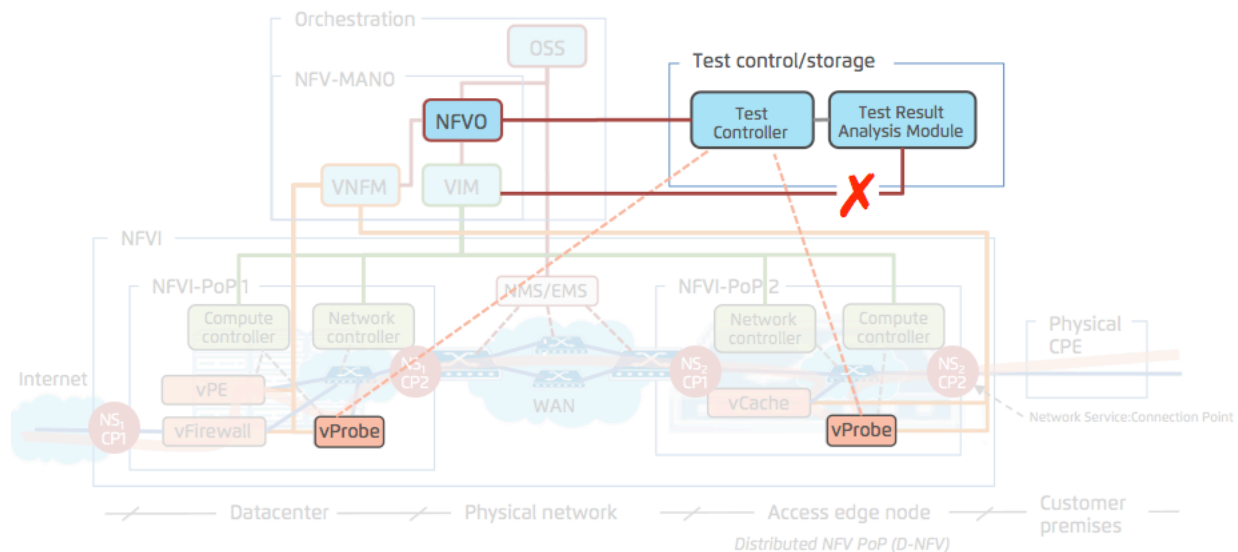 Orchestration
OSS
NFV-MANO
Test control/storage
NFVO
Test
Controller
Test Result
Analysis Module
VNFM
VIM
NFVI
NFVI-PoP 1
NMS/EMS
NFVI-PoP 2
Compute
controller
Network
controller
Network
controller
Compute
controller
Physical
CPE
Internet
NS1
CP2
NS2
CP1
NS2
CP2
vPE
WAN
vCache
NS1
CP1
vFirewall
vProbe
vProbe
Network Service:Connection Point
Datacenter
Physical network
Access edge node
Customer
premises
Distributed NFV PoP (D-NFV)